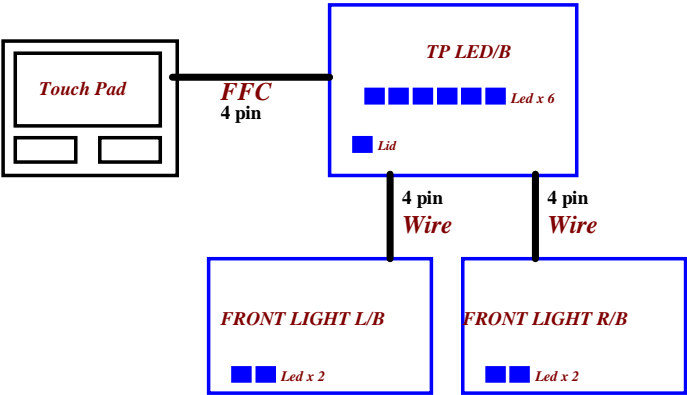 TP LED/B
Touch Pad
FFC
4 pin
Led x 6
Lid
4 pin
Wire
4 pin
Wire
FRONT LIGHT L/B
FRONT LIGHT R/B
Led x 2
Led x 2